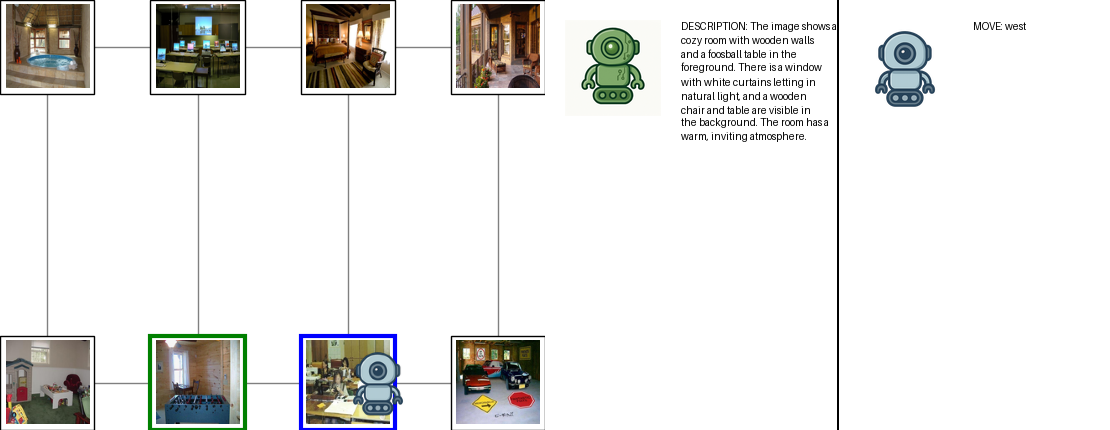 DESCRIPTION: The image shows a
cozy room with wooden walls
and a foosball table in the
foreground. There is a window
with white curtains letting in
natural light, and a wooden
chair and table are visible in
the background. The room has a
warm, inviting atmosphere.
MOVE: west